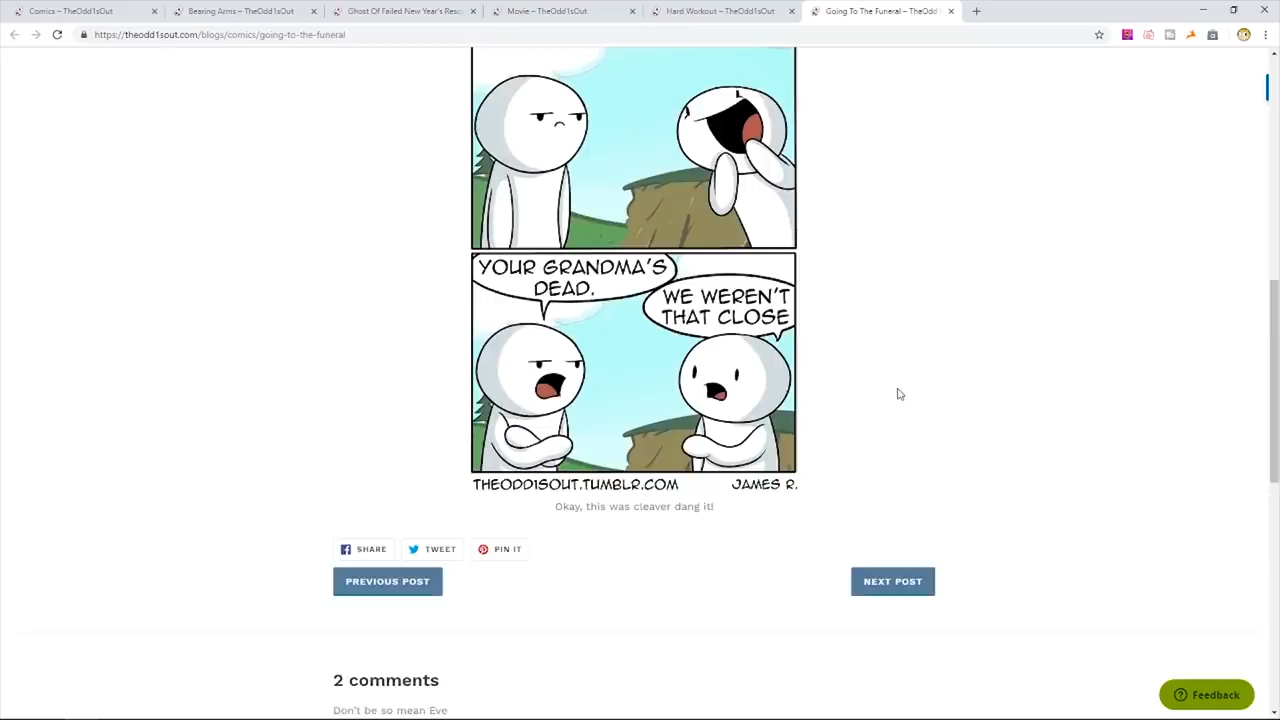 Comics – TheOdd1sOut
Bearing Arms – TheOdd1sOut
Ghost Of Failed New Year's Reso
Movie – TheOdd1sOut
Hard Workout – TheOdd1sOut
Going To The Funeral – TheOdd1
https://theodd1sout.com/blogs/comics/going-to-the-funeral
YOUR GRANDMA'S
DEAD.
WE WEREN'T
THAT CLOSE
THEODD1SOUT.TUMBLR.COM JAMES R.
Okay, this was cleaver dang it!
SHARE TWEET PIN IT
PREVIOUS POST NEXT POST
2 comments
Don't be so mean Eve
Feedback